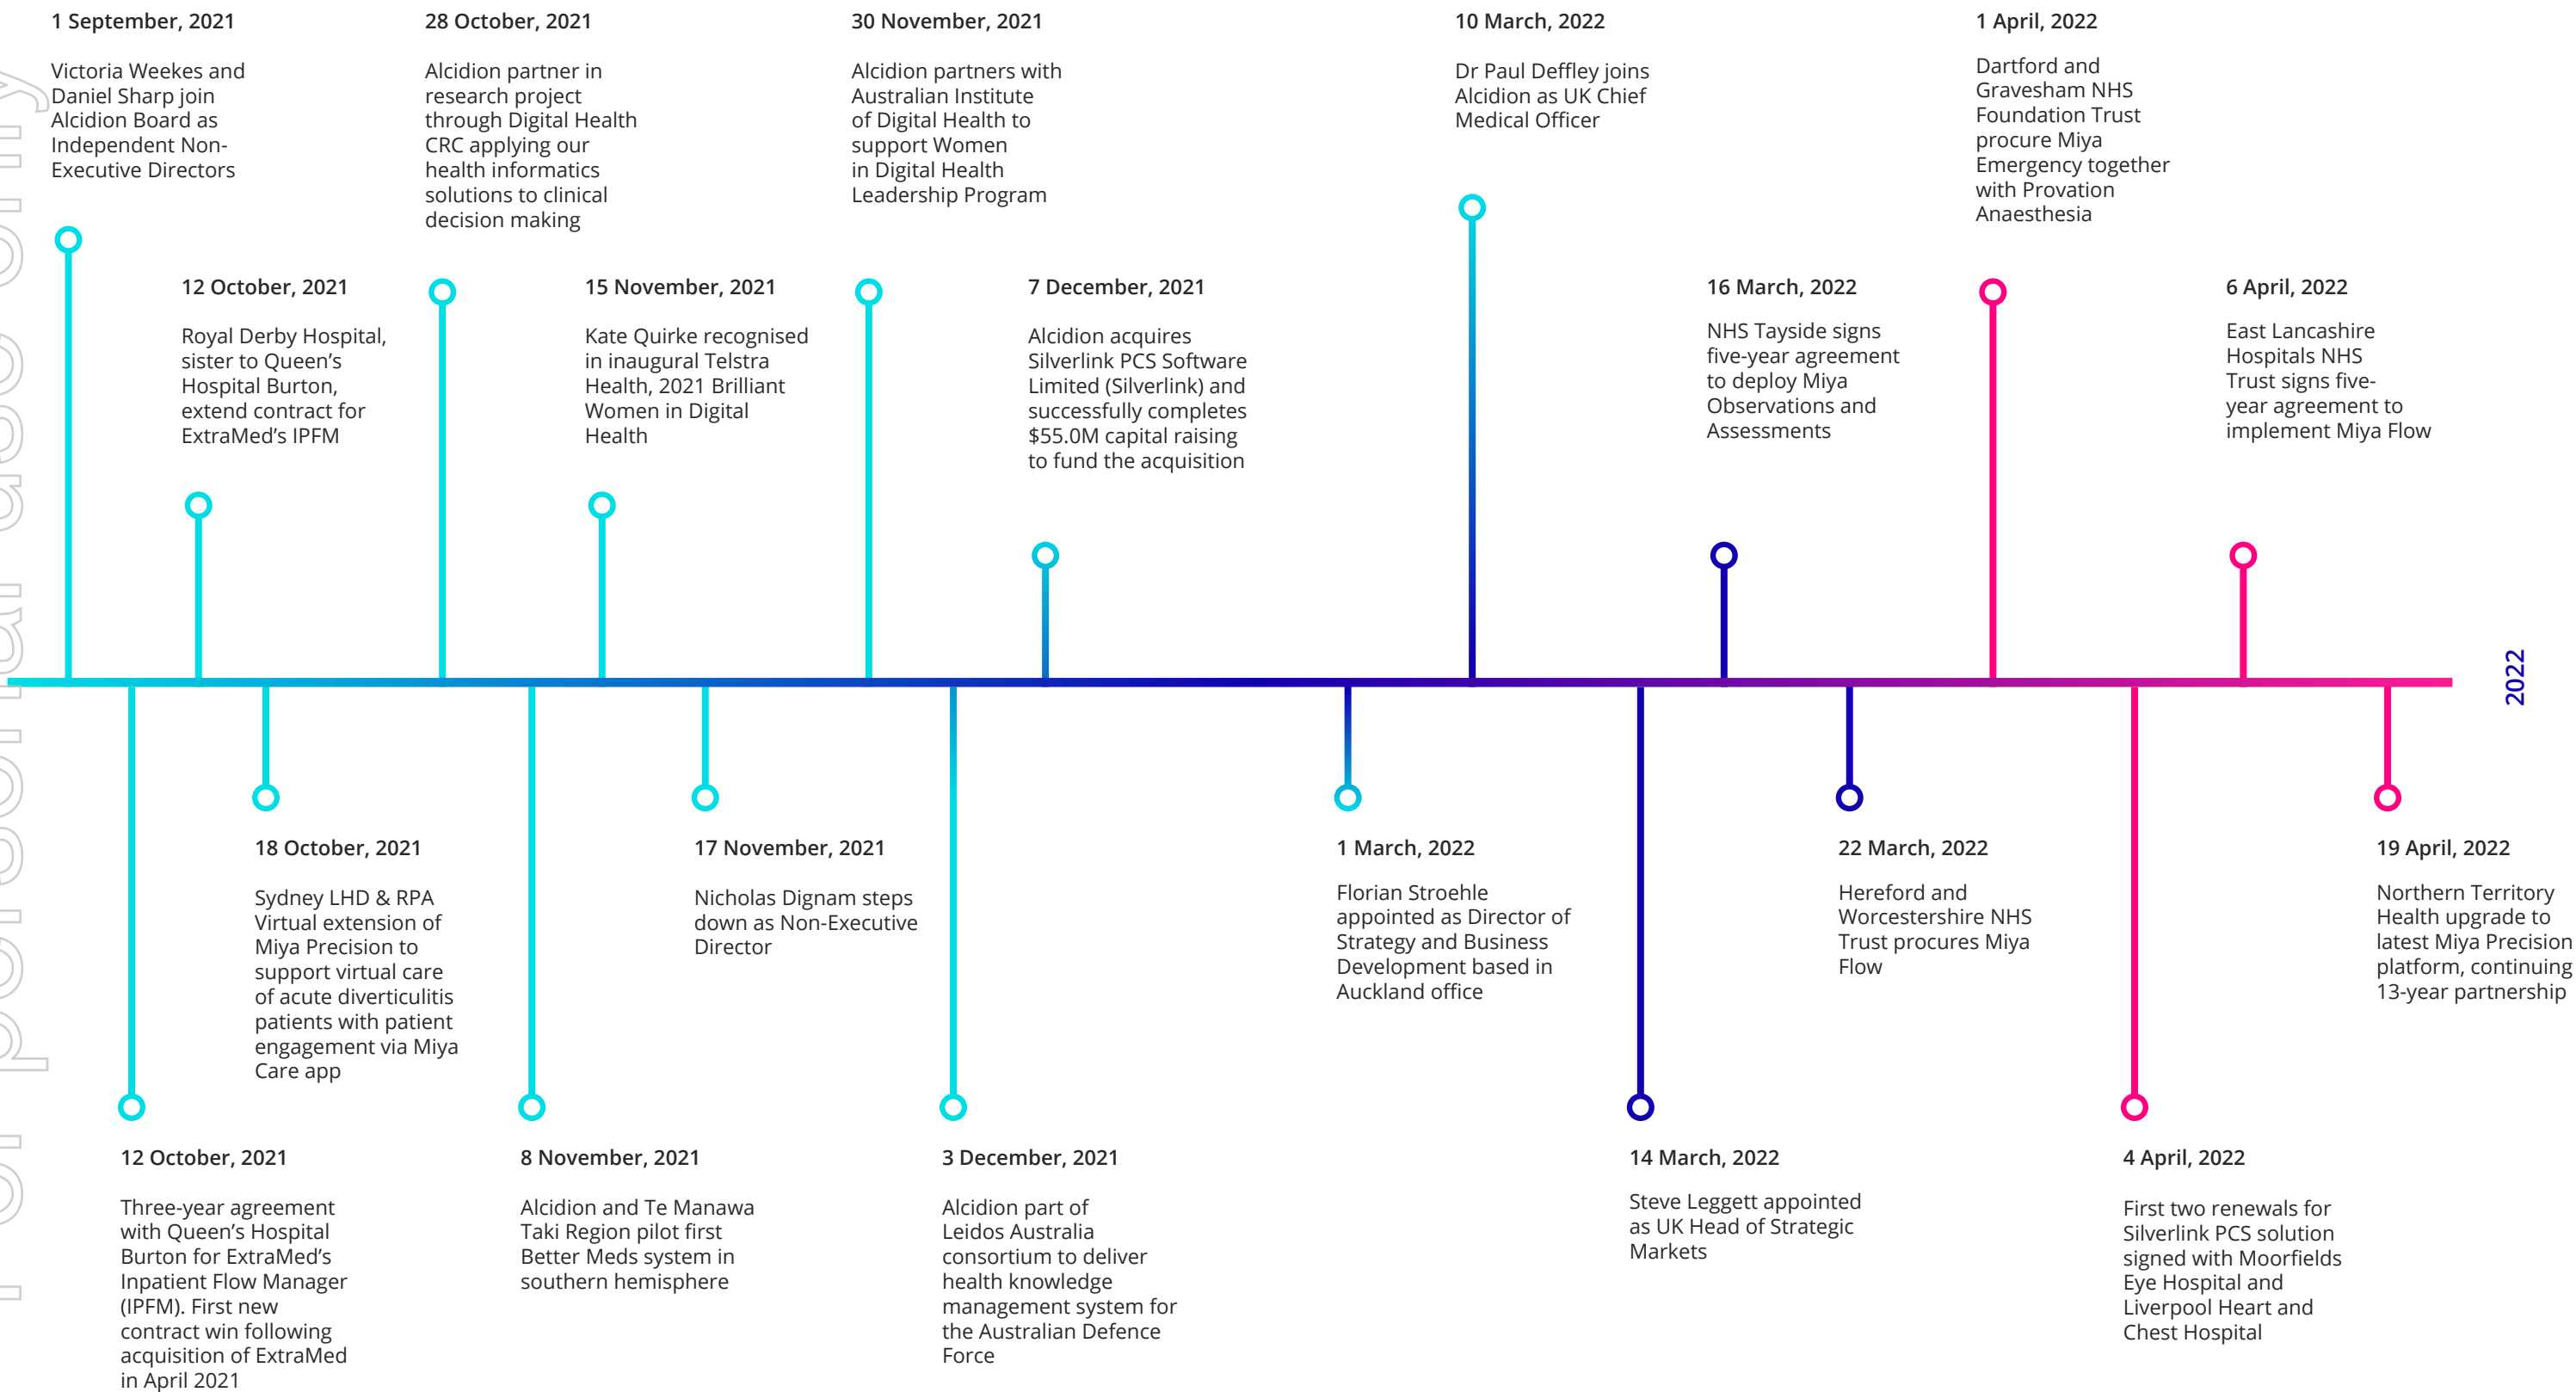 1 September, 2021
Victoria Weekes and
Daniel Sharp join
Alcidion Board as
Independent Non-
Executive Directors
28 October, 2021
Alcidion partner in
research project
through Digital Health
CRC applying our
health informatics
solutions to clinical
decision making
30 November, 2021
Alcidion partners with
Australian Institute
of Digital Health to
support Women
in Digital Health
Leadership Program
10 March, 2022
Dr Paul Deffley joins
Alcidion as UK Chief
Medical Officer
1 April, 2022
Dartford and
Gravesham NHS
Foundation Trust
procure Miya
Emergency together
with Provation
Anaesthesia
12 October, 2021
Royal Derby Hospital,
sister to Queen’s
Hospital Burton,
extend contract for
ExtraMed’s IPFM
15 November, 2021
Kate Quirke recognised
in inaugural Telstra
Health, 2021 Brilliant
Women in Digital
Health
7 December, 2021
Alcidion acquires
Silverlink PCS Software
Limited (Silverlink) and
successfully completes
$55.0M capital raising
to fund the acquisition
16 March, 2022
NHS Tayside signs
five-year agreement
to deploy Miya
Observations and
Assessments
6 April, 2022
East Lancashire
Hospitals NHS
Trust signs five-
year agreement to
implement Miya Flow
2022
18 October, 2021
Sydney LHD & RPA
Virtual extension of
Miya Precision to
support virtual care
of acute diverticulitis
patients with patient
engagement via Miya
Care app
17 November, 2021
Nicholas Dignam steps
down as Non-Executive
Director
1 March, 2022
Florian Stroehle
appointed as Director of
Strategy and Business
Development based in
Auckland office
22 March, 2022
Hereford and
Worcestershire NHS
Trust procures Miya
Flow
19 April, 2022
Northern Territory
Health upgrade to
latest Miya Precision
platform, continuing
13-year partnership
12 October, 2021
Three-year agreement
with Queen’s Hospital
Burton for ExtraMed’s
Inpatient Flow Manager
(IPFM). First new
contract win following
acquisition of ExtraMed
in April 2021
8 November, 2021
Alcidion and Te Manawa
Taki Region pilot first
Better Meds system in
southern hemisphere
3 December, 2021
Alcidion part of
Leidos Australia
consortium to deliver
health knowledge
management system for
the Australian Defence
Force
14 March, 2022
Steve Leggett appointed
as UK Head of Strategic
Markets
4 April, 2022
First two renewals for
Silverlink PCS solution
signed with Moorfields
Eye Hospital and
Liverpool Heart and
Chest Hospital
For personal use only